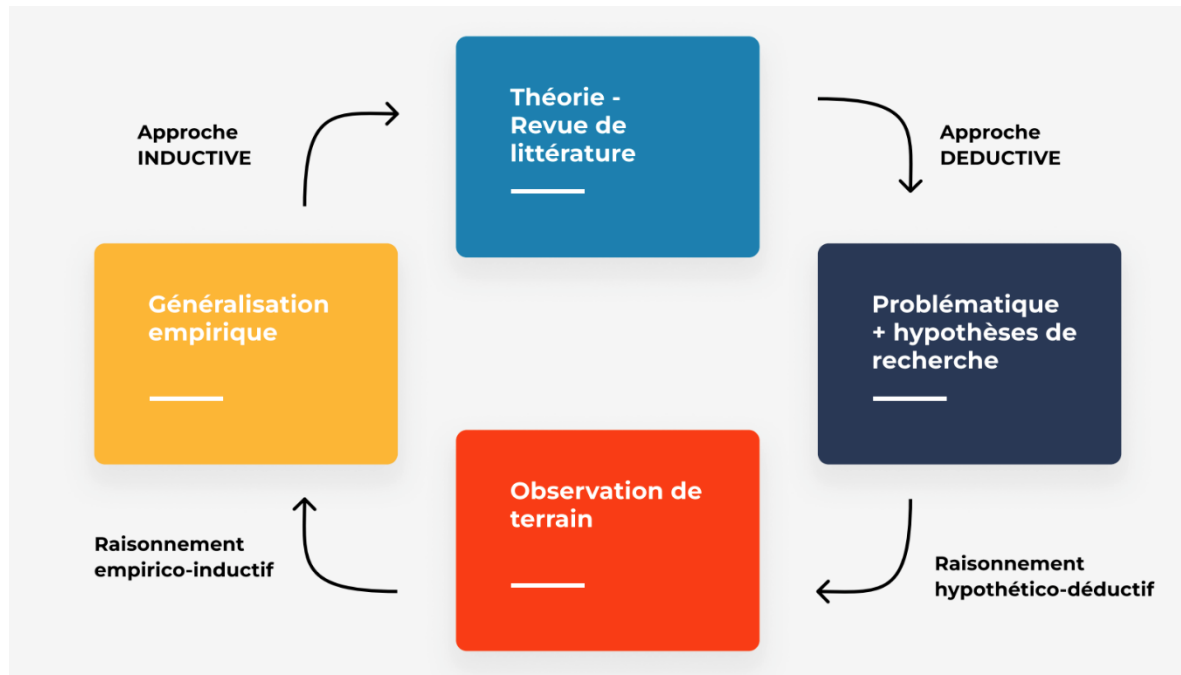 Théorie -
Revue de
littérature
Approche
INDUCTIVE
Approche
DEDUCTIVE
Généralisation
empirique
Problématique
+ hypothèses de
recherche
Observation de
terrain
Raisonnement
empirico-inductif
Raisonnement
hypothético-déductif